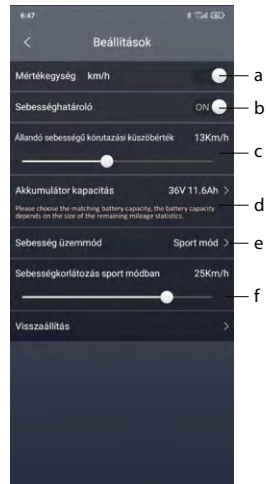 6:47
Beállítások
Mértékegység km/h
a
Sebességhatároló ON
b
Állandó sebességű körutazási küszöbérték 13Km/h
c
Akkumulátor kapacitás 36V 11.6Ah >
Please choose the matching battery capacity, the battery capacity
depends on the size of the remaining mileage statistics.
d
Sebesség üzemmód Sport mód >
e
Sebességkorlátozás sport módban 25Km/h
f
Visszaállítás >